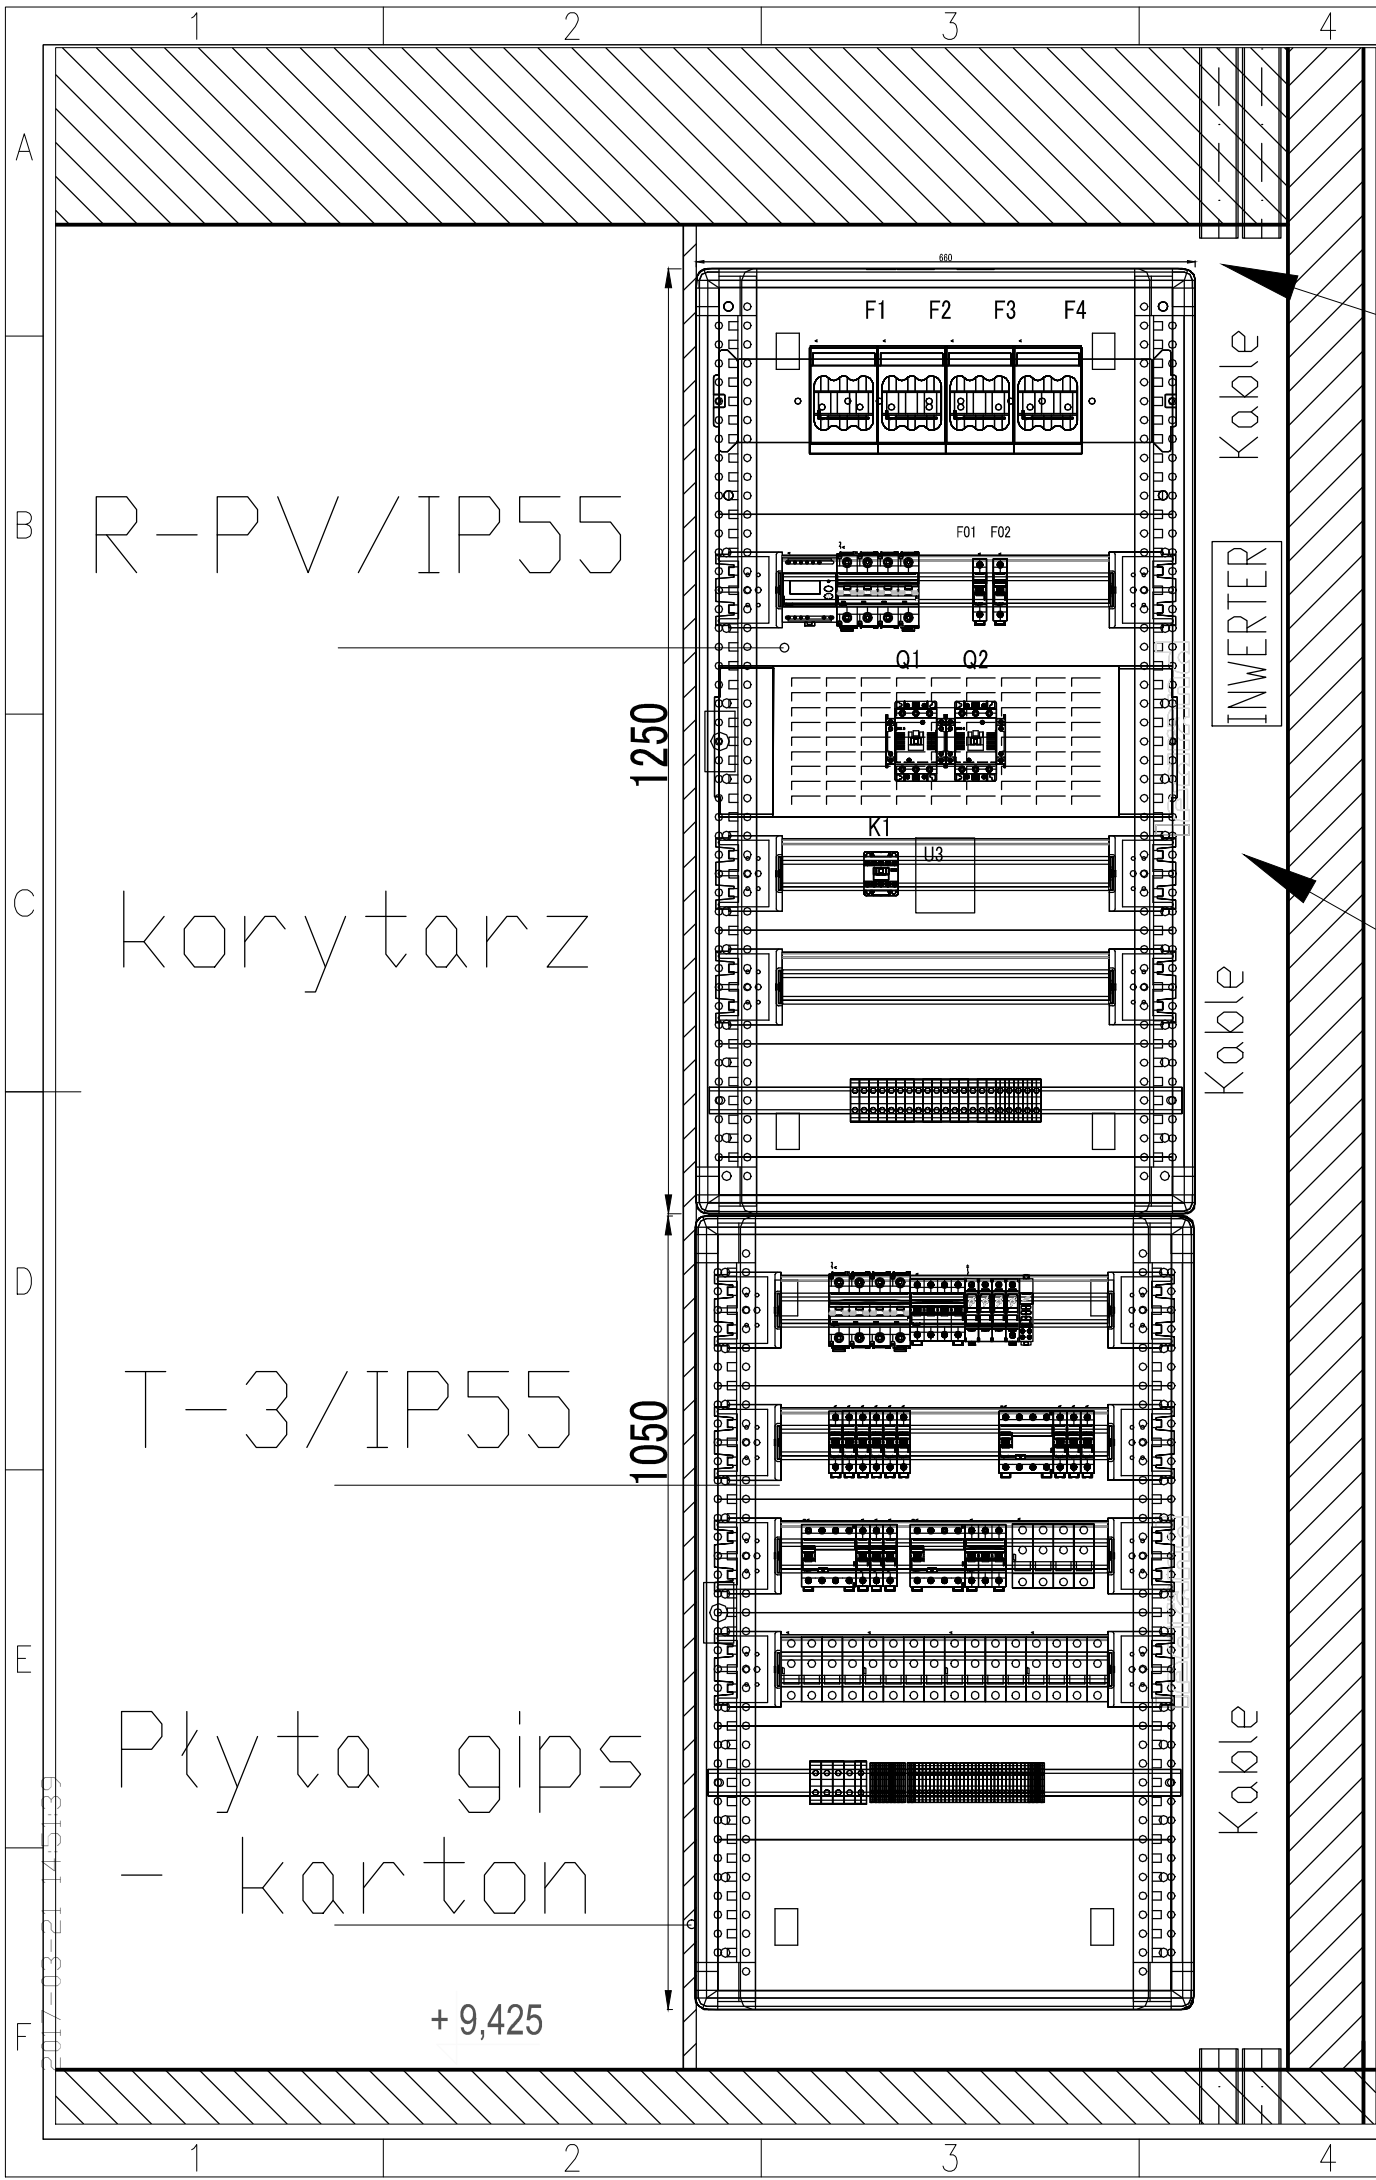 1 2 3 4
A
660
F1 F2 F3 F4
Kable
B
R-PV/IP55
F01 F02
INWERTER
Q1 Q2
1250
K1
U3
C
korytarz
Kable
D
T-3/IP55
1050
E
Płyta gips
- karton
Kable
2017-03-21 14:51:39
F
+ 9,425
1 2 3 4